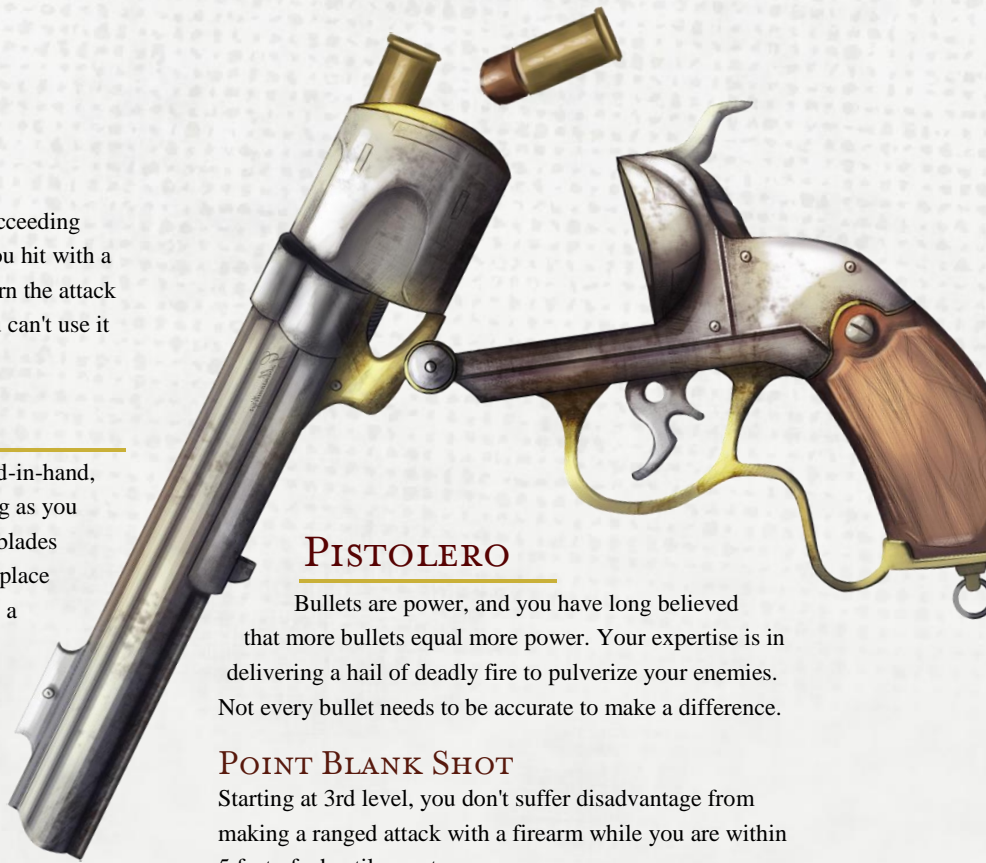 cceeding
ou hit with a
rn the attack
can't use it
d-in-hand,
g as you
blades
place
a
Pistolero
Bullets are power, and you have long believed
that more bullets equal more power. Your expertise is in
delivering a hail of deadly fire to pulverize your enemies.
Not every bullet needs to be accurate to make a difference.
Point Blank Shot
Starting at 3rd level, you don't suffer disadvantage from
making a ranged attack with a firearm while you are within